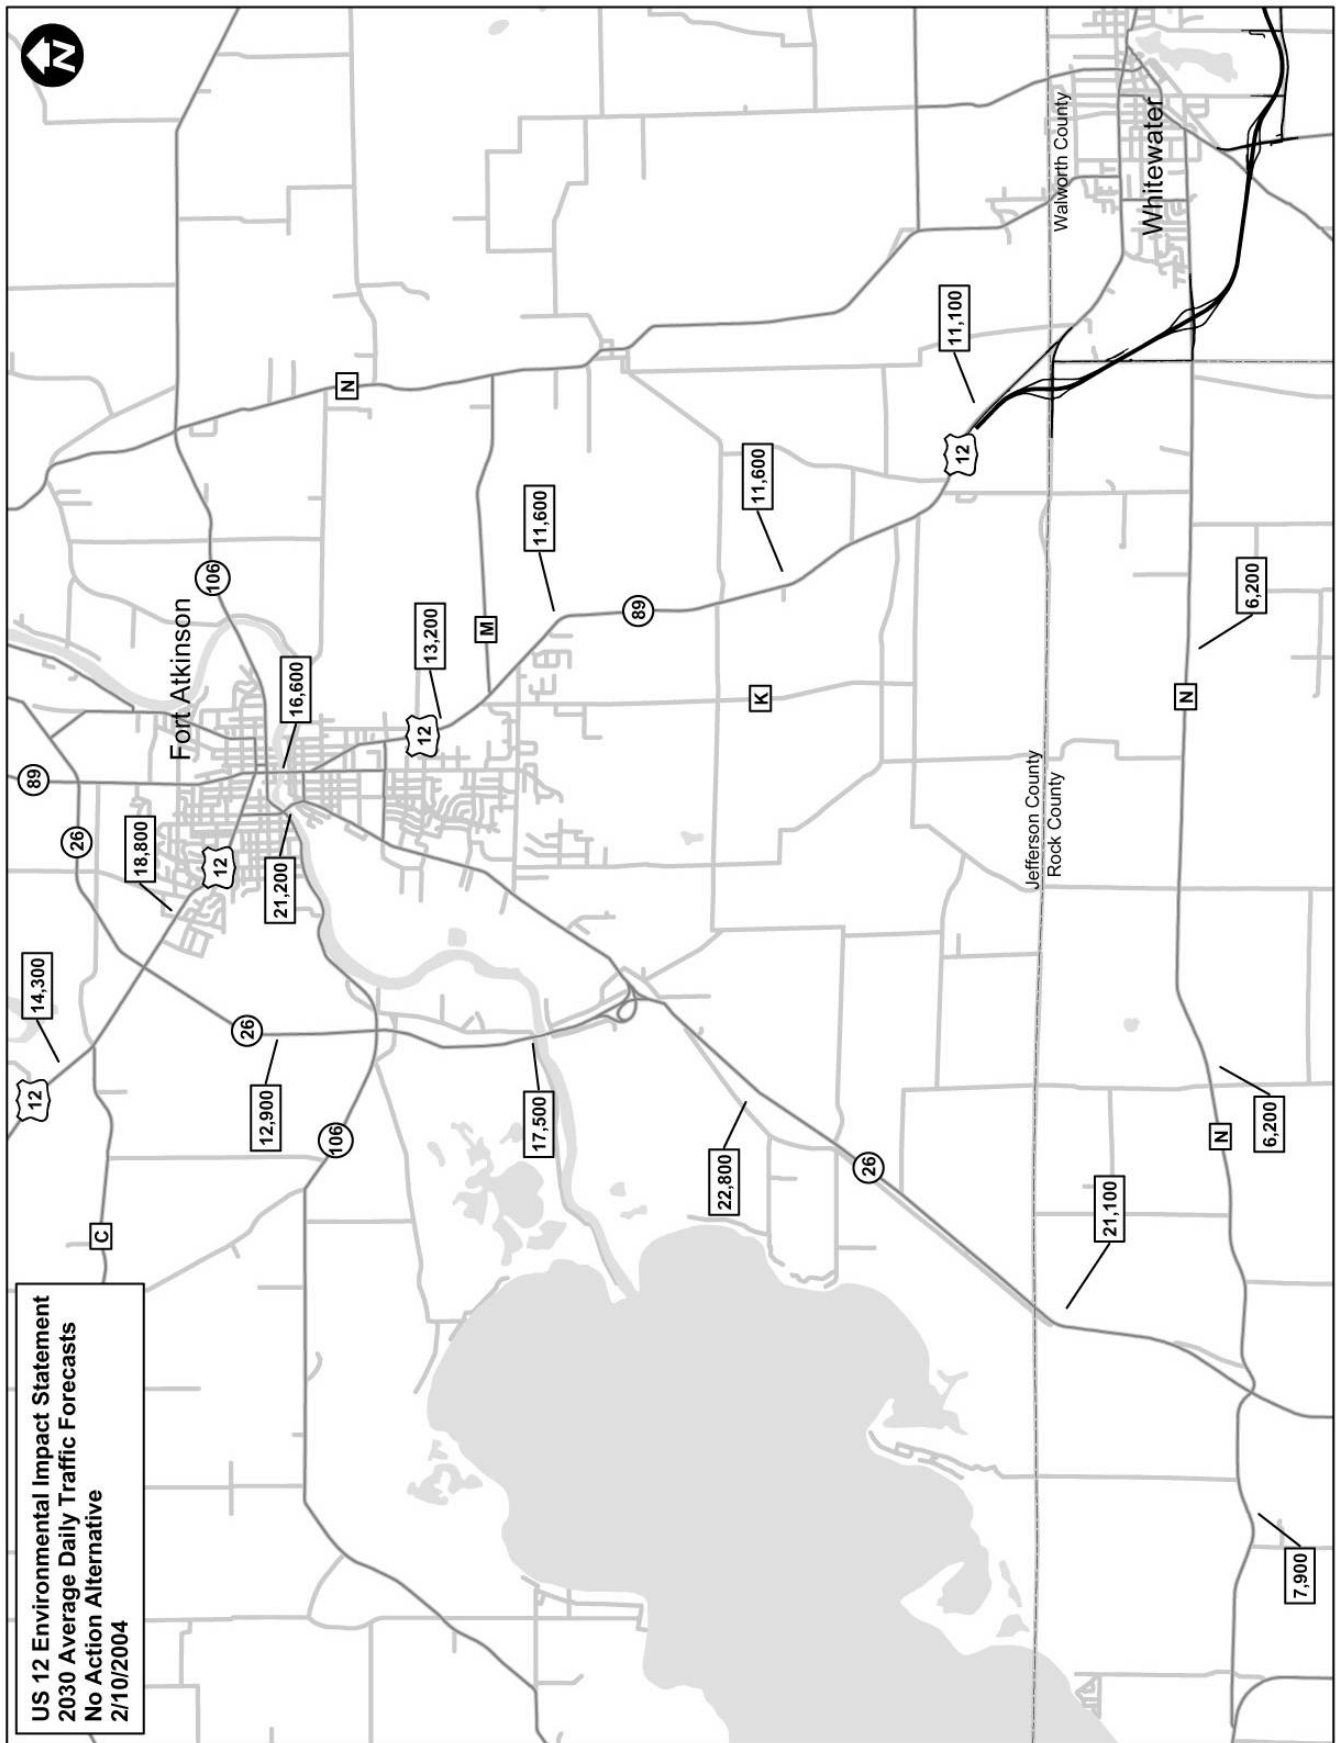 US 12 Environmental Impact Statement
2030 Average Daily Traffic Forecasts
No Action Alternative
2/10/2004
N
C
12
14,300
26
12,900
106
18,800
12
26
89
21,200
16,600
Fort Atkinson
106
N
12
13,200
M
11,600
89
17,500
22,800
26
K
11,600
12
11,100
21,100
Jefferson County
Rock County
Walworth County
Whitewater
N
6,200
N
6,200
7,900